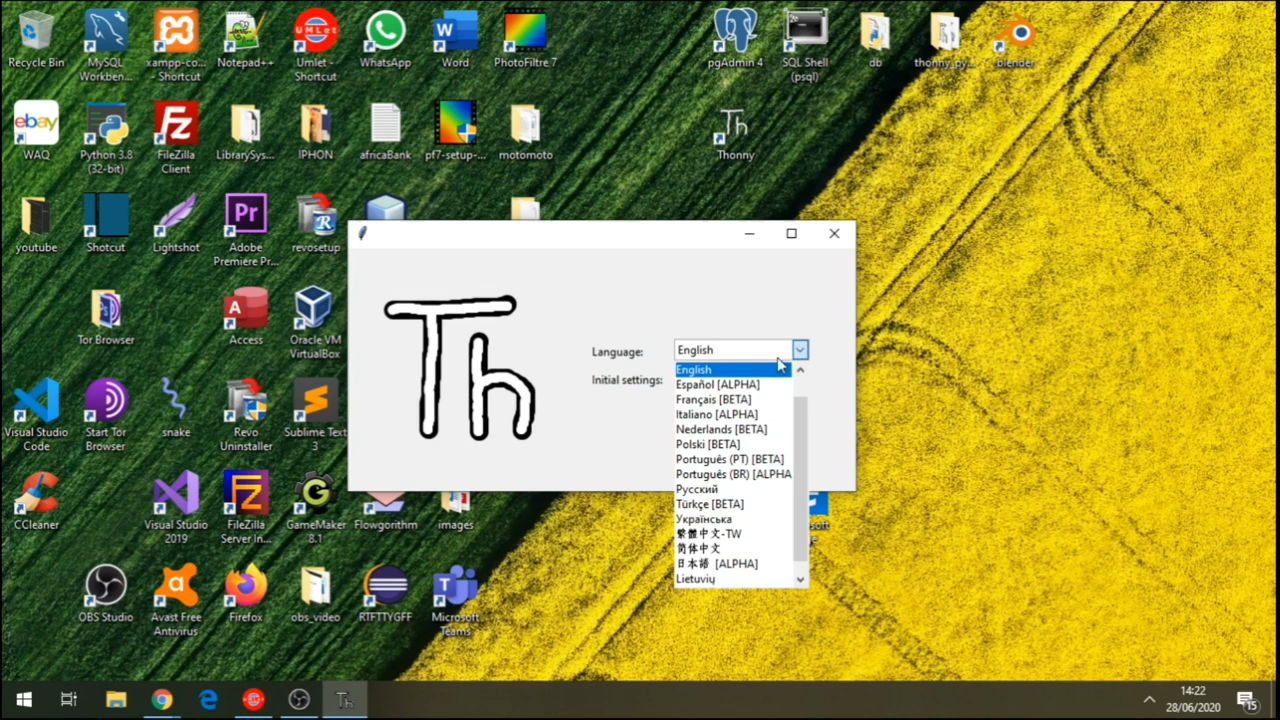 Recycle Bin
MySQL Workben...
xampp-co... - Shortcut
Notepad++
UMLet
Umlet - Shortcut
WhatsApp
Word
PhotoFiltre 7
pgAdmin 4
SQL Shell (psql)
db
thonny_py...
blender
ebay
WAQ
Python 3.8 (32-bit)
Fz
FileZilla Client
LibrarySys...
IPHON
africaBank
pf7-setup-...
motomoto
Th
Thonny
youtube
Shotcut
Lightshot
Pr
Adobe Premiere Pr...
revosetup
Tor Browser
Access
Oracle VM VirtualBox
Th
Language:
English
Initial settings:
English
Español [ALPHA]
Français [BETA]
Italiano [ALPHA]
Nederlands [BETA]
Polski [BETA]
Português (PT) [BETA]
Português (BR) [ALPHA
Русский
Türkçe [BETA]
Українська
繁體中文-TW
简体中文
日本語 [ALPHA]
Lietuvių
Visual Studio Code
Start Tor Browser
snake
Revo Uninstaller
Sublime Text 3
CCleaner
Visual Studio 2019
FileZilla Server In...
GameMaker 8.1
Flowgorithm
images
OBS Studio
Avast Free Antivirus
Firefox
obs_video
RTFTTYGFF
Microsoft Teams
Th
14:22
28/06/2020
15